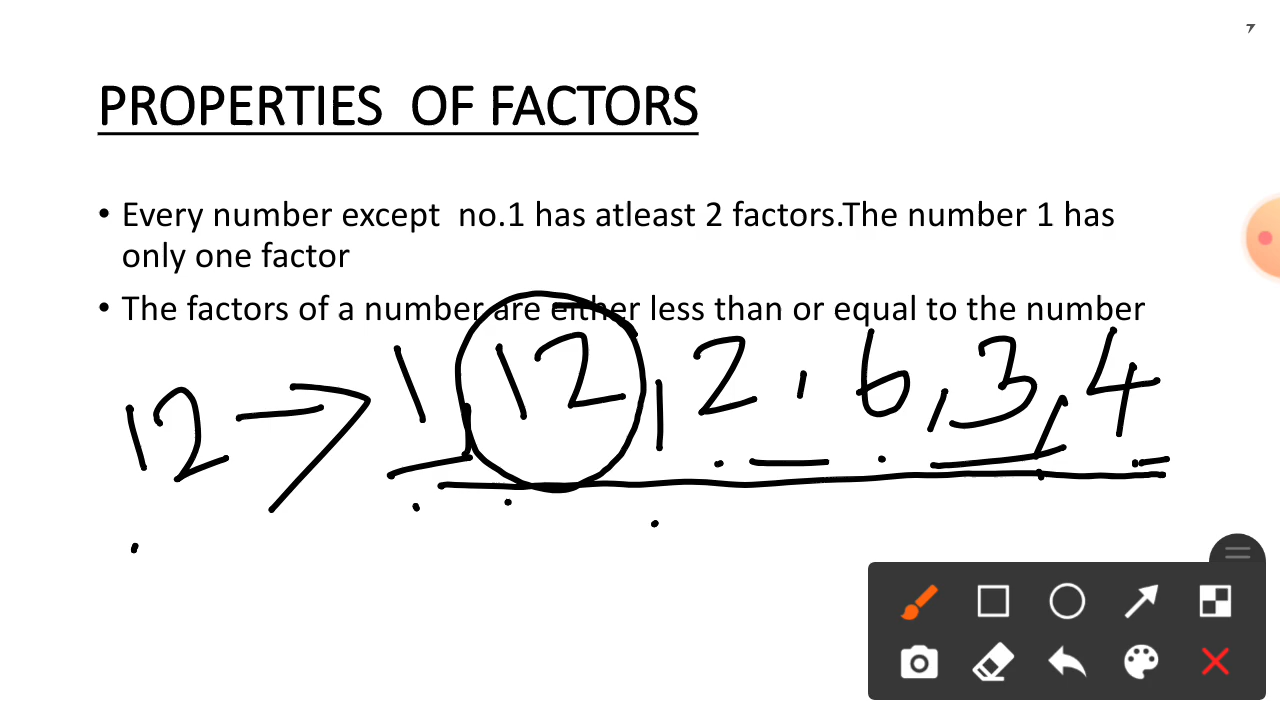 7
PROPERTIES OF FACTORS
• Every number except no.1 has atleast 2 factors.The number 1 has
only one factor
• The factors of a number are either less than or equal to the number
12 → 1, 12, 2, 6, 3, 4